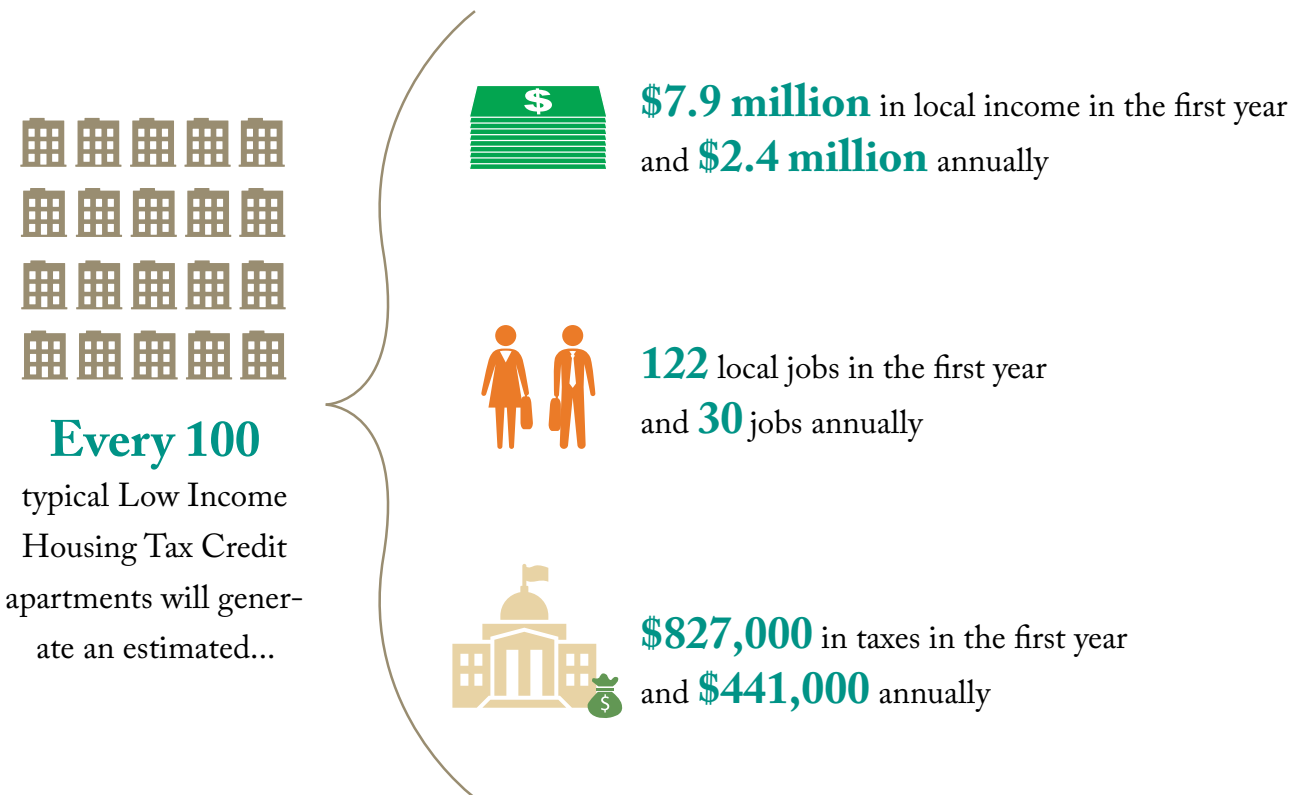 Every 100
typical Low Income
Housing Tax Credit
apartments will gener-
ate an estimated...
$
$7.9 million in local income in the first year
and $2.4 million annually
122 local jobs in the first year
and 30 jobs annually
$
$827,000 in taxes in the first year
and $441,000 annually